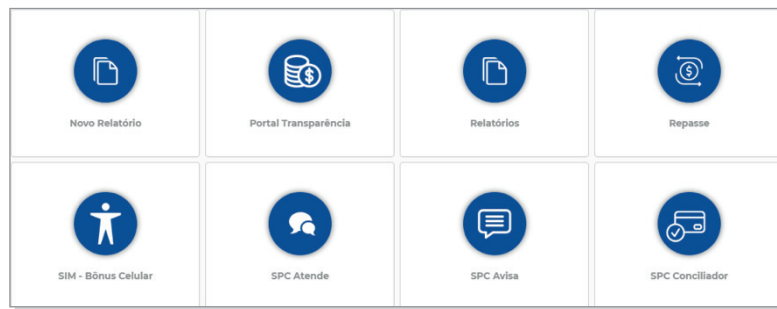 Novo Relatório
Portal Transparência
Relatórios
Repasse
SIM - Bônus Celular
SPC Atende
SPC Avisa
SPC Conciliador